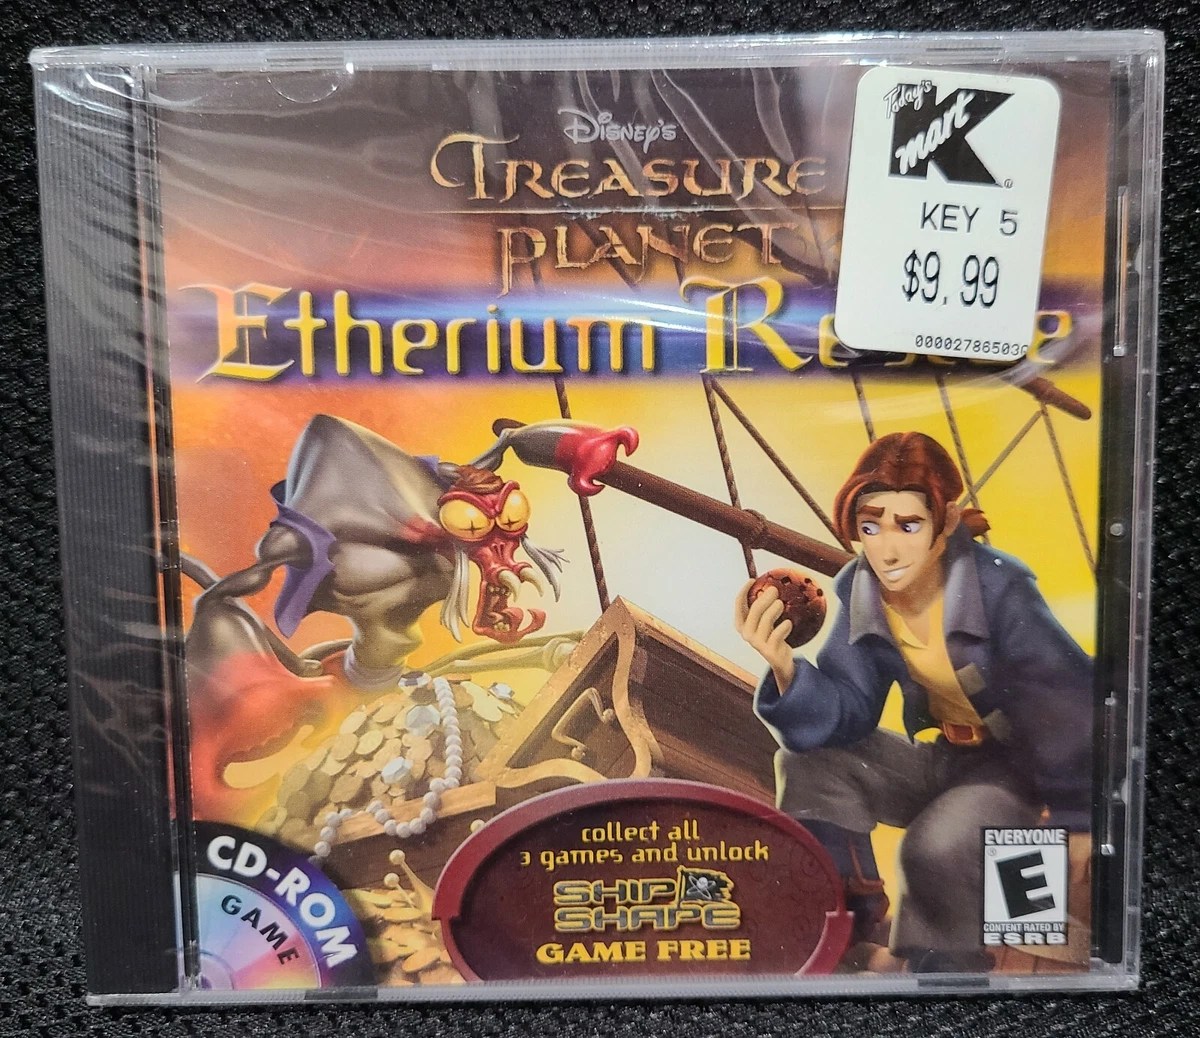 Disney's
TREASURE
PLANET
Etherium Re e
Today's
K
mart
®
KEY 5
$9.99
collect all
3 games and unlock
SHIP
SHAPE
GAME FREE
CD-ROM
GAME
EVERYONE
E
®
CONTENT RATED BY
ESRB